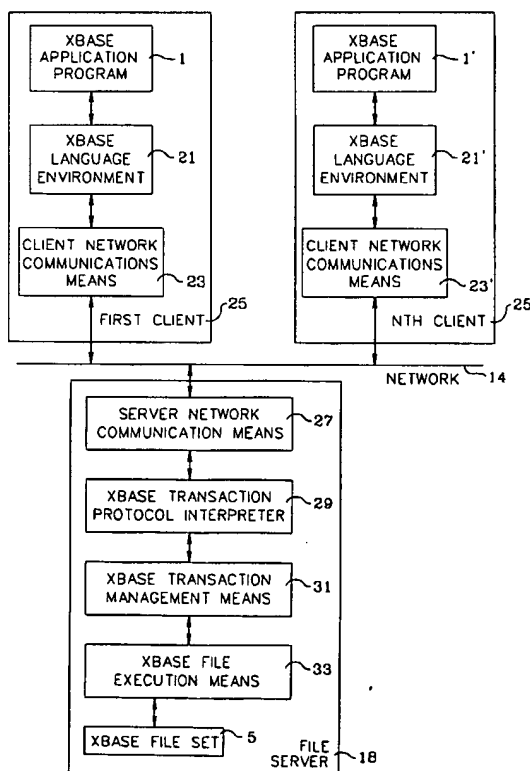 XBASE
APPLICATION
PROGRAM
1
XBASE
LANGUAGE
ENVIRONMENT
21
CLIENT NETWORK
COMMUNICATIONS
MEANS
23
FIRST CLIENT
25
XBASE
APPLICATION
PROGRAM
1'
XBASE
LANGUAGE
ENVIRONMENT
21'
CLIENT NETWORK
COMMUNICATIONS
MEANS
23'
NTH CLIENT
25
NETWORK
14
SERVER NETWORK
COMMUNICATION MEANS
27
XBASE TRANSACTION
PROTOCOL INTERPRETER
29
XBASE TRANSACTION
MANAGEMENT MEANS
31
XBASE FILE
EXECUTION MEANS
33
XBASE FILE SET
5
FILE
SERVER
18